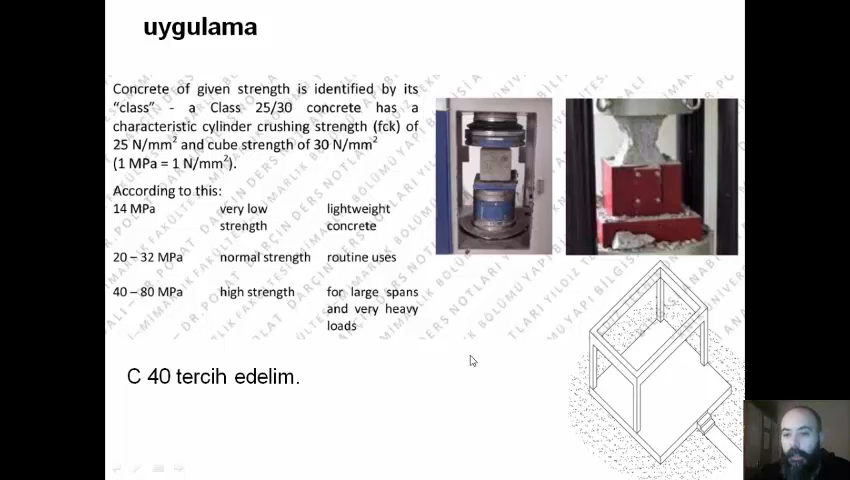 uygulama
Concrete of given strength is identified by its
“class” - a Class 25/30 concrete has a
characteristic cylinder crushing strength (fck) of
25 N/mm² and cube strength of 30 N/mm²
(1 MPa = 1 N/mm²).
According to this:
14 MPa very low lightweight
strength concrete
20 – 32 MPa normal strength routine uses
40 – 80 MPa high strength for large spans
and very heavy
loads
C 40 tercih edelim.